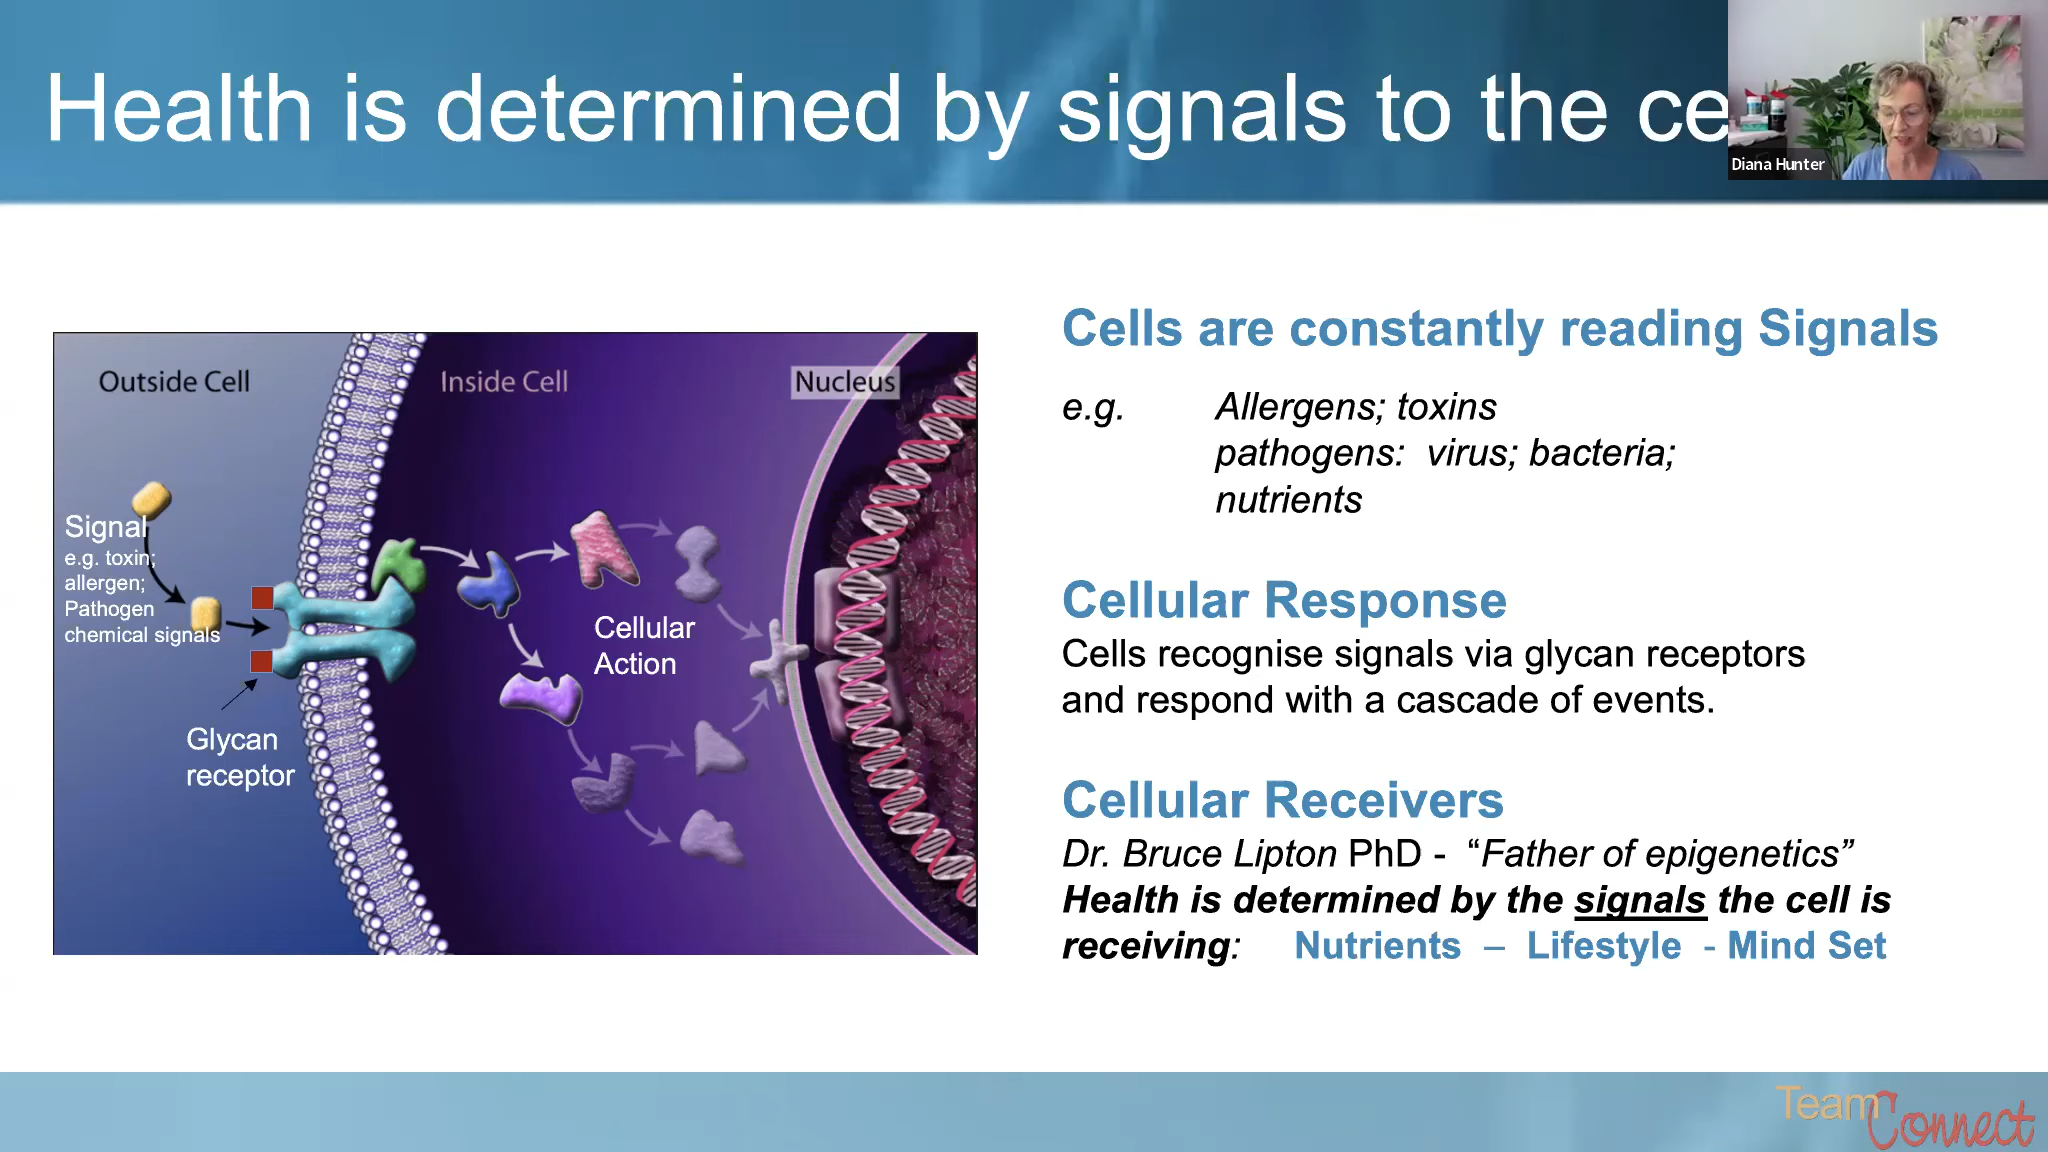 Health is determined by signals to the ce
Diana Hunter
Outside Cell
Inside Cell
Nucleus
Signal
e.g. toxin;
allergen;
Pathogen
chemical signals
Cellular
Action
Glycan
receptor
Cells are constantly reading Signals
e.g. Allergens; toxins
pathogens: virus; bacteria;
nutrients
Cellular Response
Cells recognise signals via glycan receptors
and respond with a cascade of events.
Cellular Receivers
Dr. Bruce Lipton PhD - “Father of epigenetics”
Health is determined by the signals the cell is
receiving: Nutrients – Lifestyle - Mind Set
Team Connect